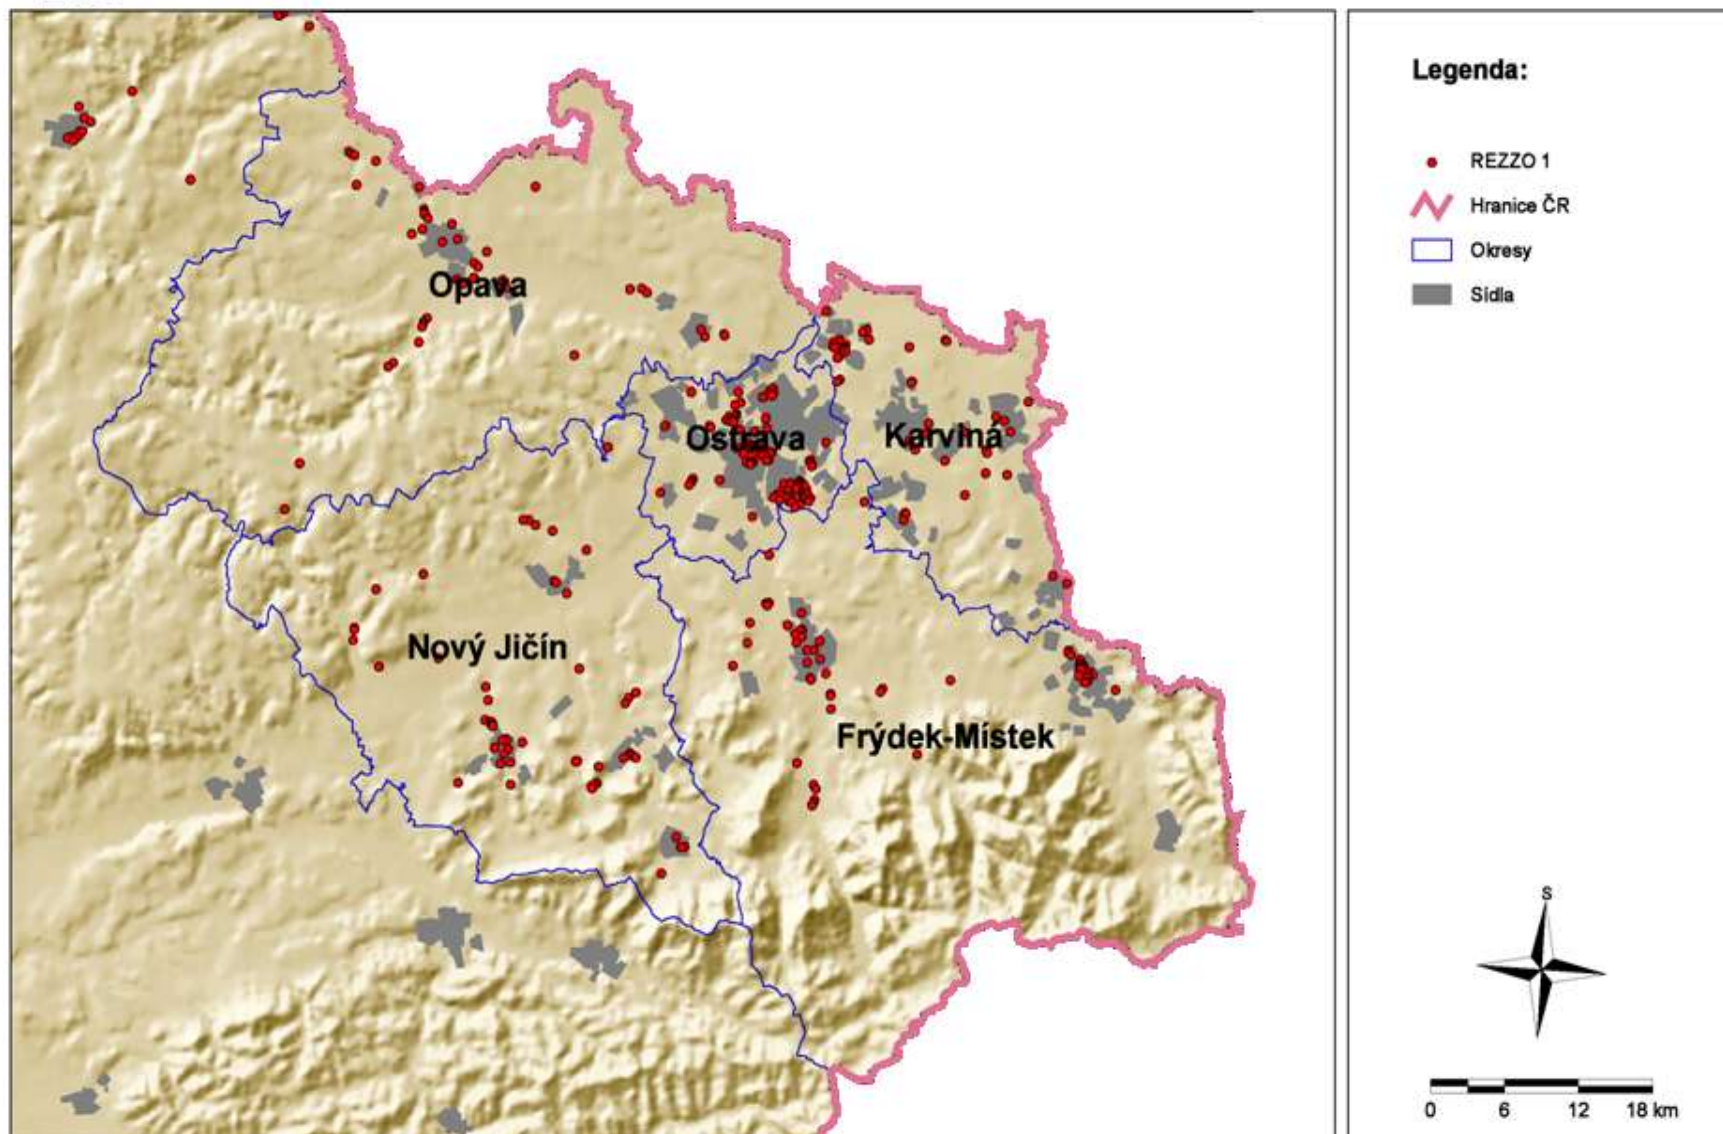 Legenda:
REZZO 1
Hranice ČR
Okresy
Sídla
Opava
Ostrava
Karviná
Nový Jičín
Frýdek-Místek
S
0 6 12 18 km